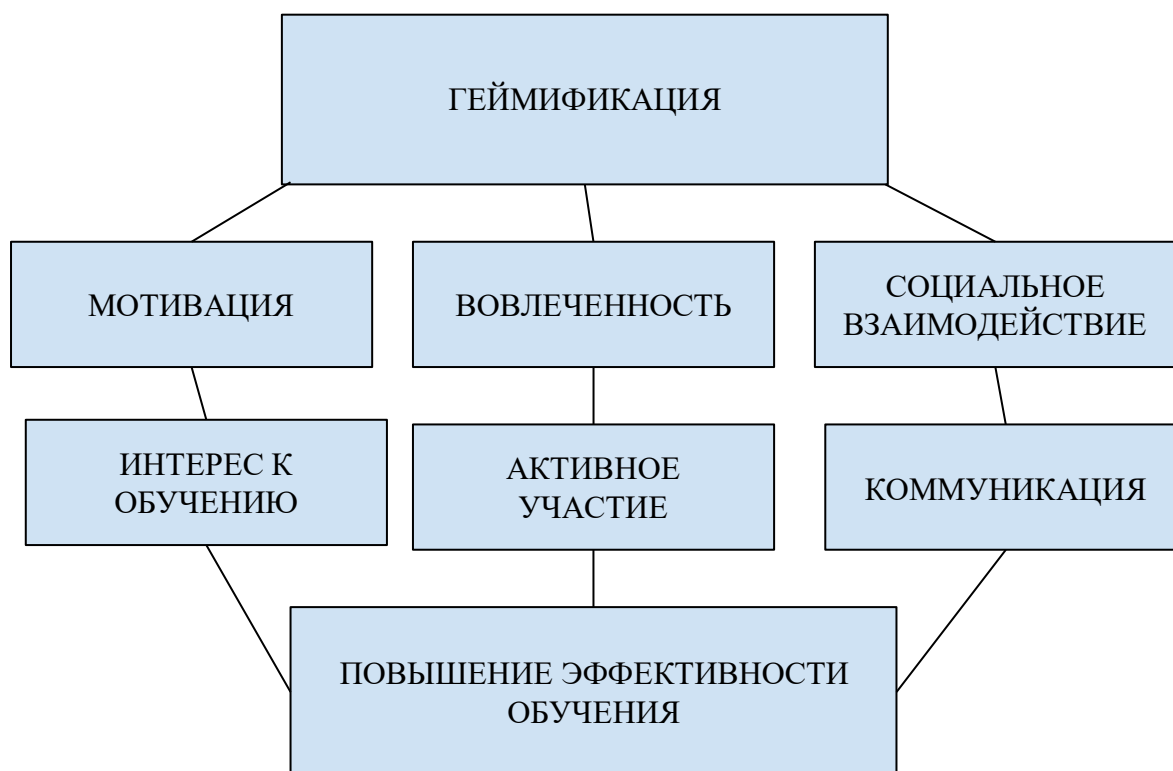 ГЕЙМИФИКАЦИЯ
МОТИВАЦИЯ
ВОВЛЕЧЕННОСТЬ
СОЦИАЛЬНОЕ
ВЗАИМОДЕЙСТВИЕ
ИНТЕРЕС К
ОБУЧЕНИЮ
АКТИВНОЕ
УЧАСТИЕ
КОММУНИКАЦИЯ
ПОВЫШЕНИЕ ЭФФЕКТИВНОСТИ
ОБУЧЕНИЯ